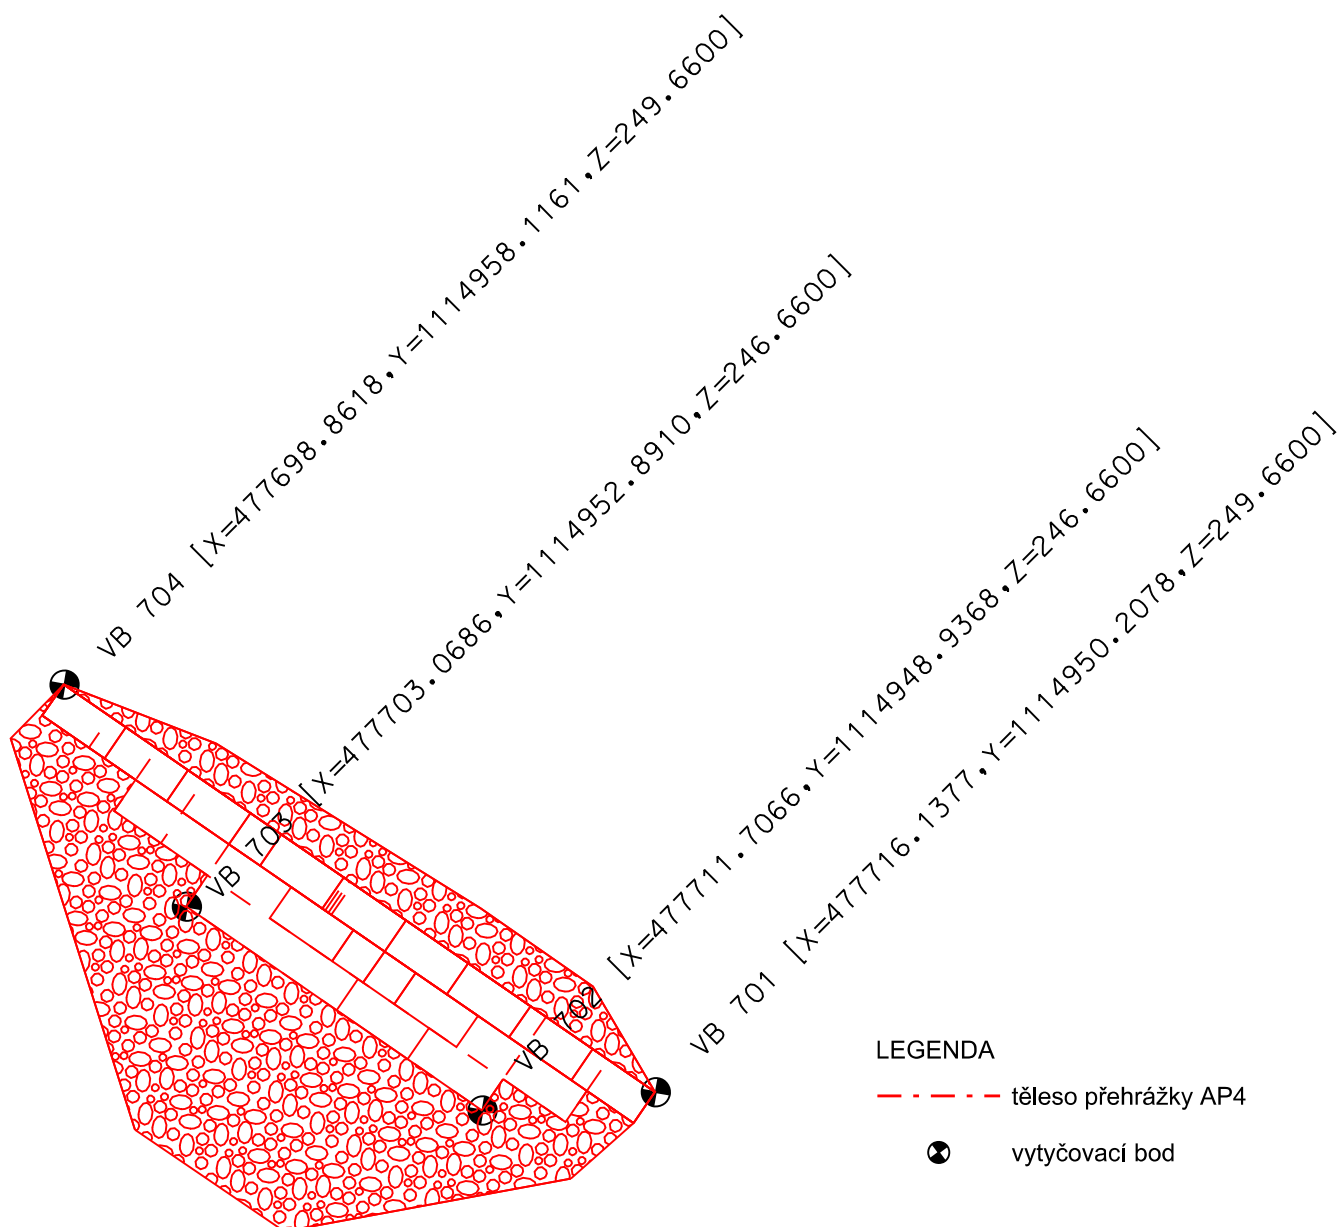 VB 704 [X=477698.8618,Y=1114958.1161,Z=249.6600]
VB 703 [X=477703.0686,Y=1114952.8910,Z=246.6600]
VB 702 [X=477711.7066,Y=1114948.9368,Z=246.6600]
VB 701 [X=477716.1377,Y=1114950.2078,Z=249.6600]
LEGENDA
těleso přehrážky AP4
vytyčovací bod